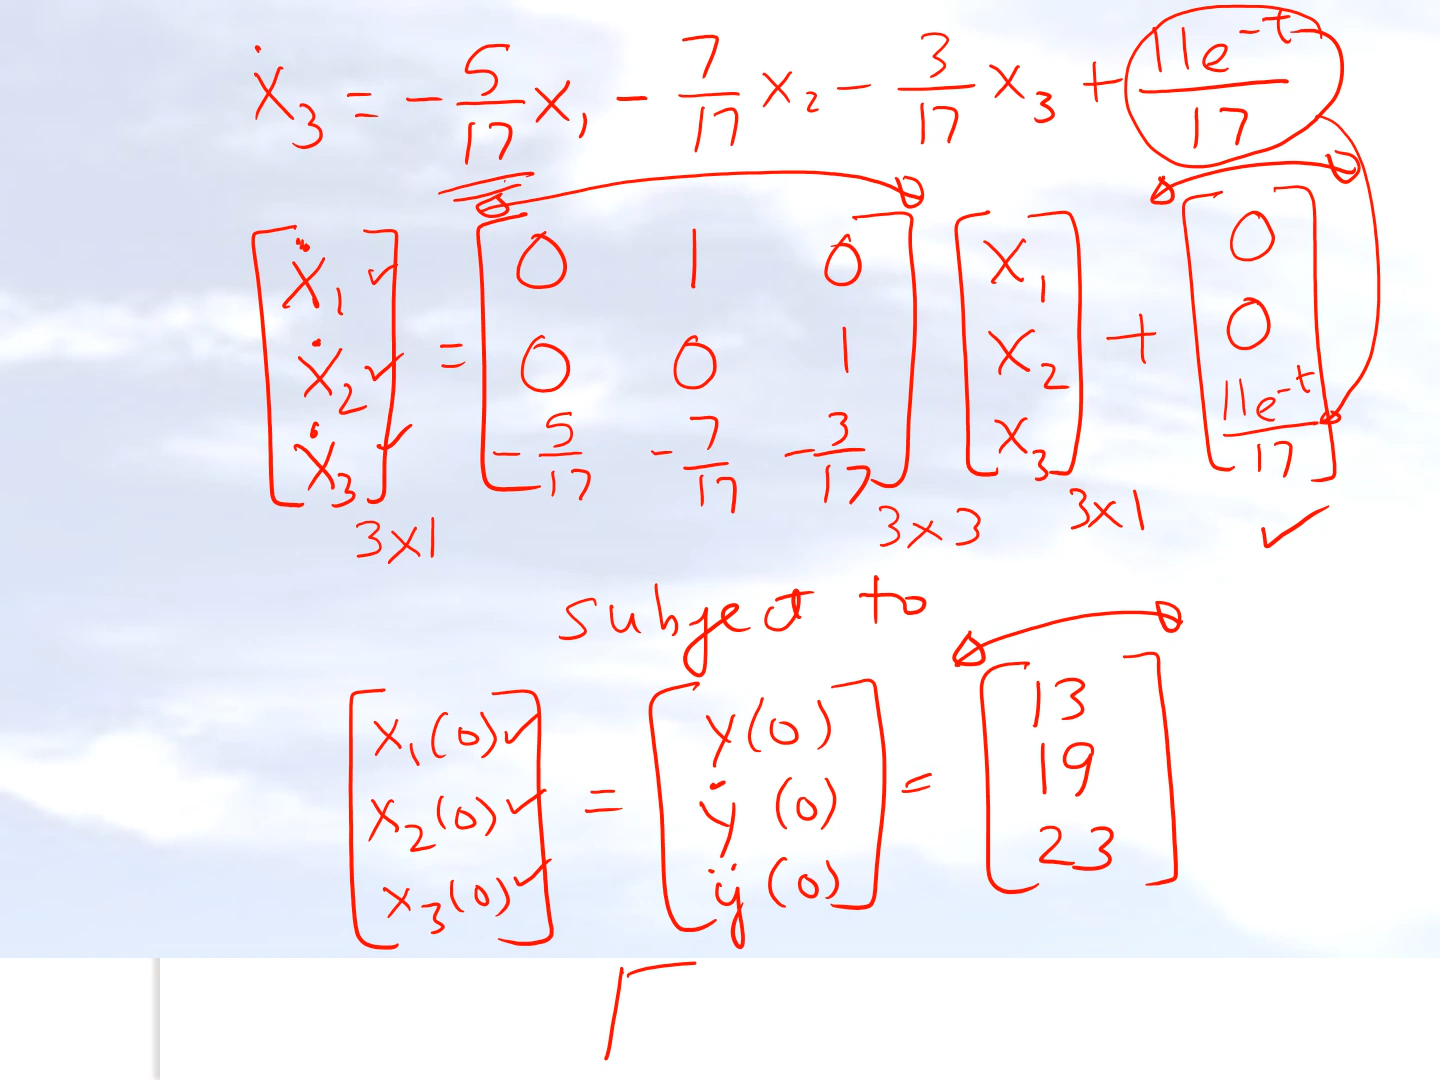 ẋ₃ = -5/17 x₁ - 7/17 x₂ - 3/17 x₃ + 11e⁻ᵗ/17
[ẋ₁ ✓; ẋ₂ ✓; ẋ₃ ✓] = [0 1 0; 0 0 1; -5/17 -7/17 -3/17] [x₁; x₂; x₃] + [0; 0; 11e⁻ᵗ/17]
3x1 3x3 3x1 ✓
subject to
[x₁(0) ✓; x₂(0) ✓; x₃(0) ✓] = [y(0); ẏ(0); ÿ(0)] = [13; 19; 23]